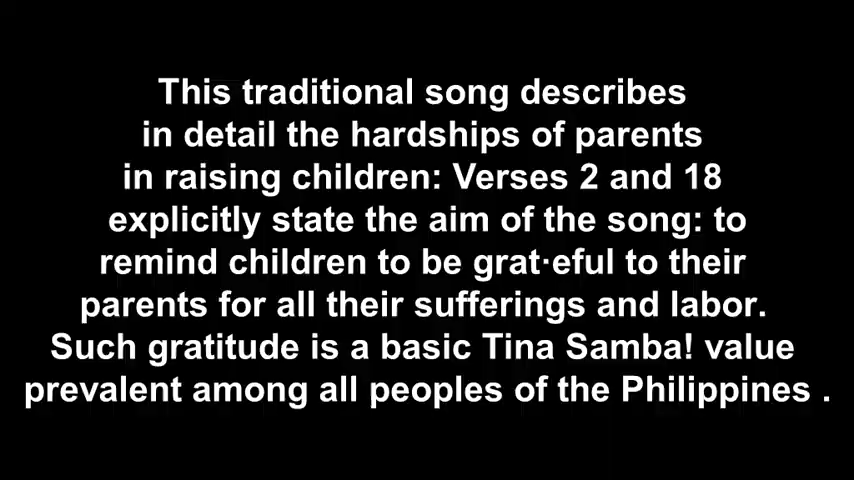 This traditional song describes
in detail the hardships of parents
in raising children: Verses 2 and 18
explicitly state the aim of the song: to
remind children to be grat·eful to their
parents for all their sufferings and labor.
Such gratitude is a basic Tina Samba! value
prevalent among all peoples of the Philippines .